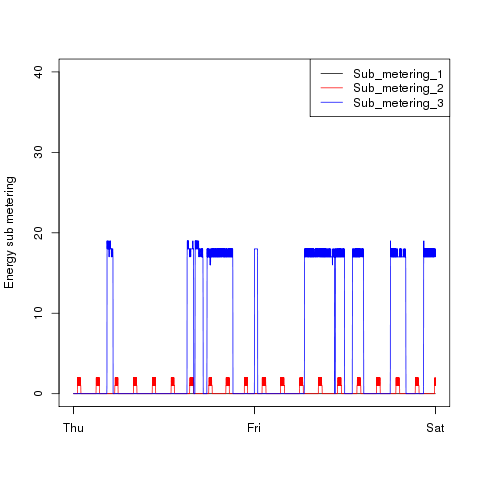 Sub_metering_1
Sub_metering_2
Sub_metering_3
Energy sub metering
40
30
20
10
0
Thu Fri Sat